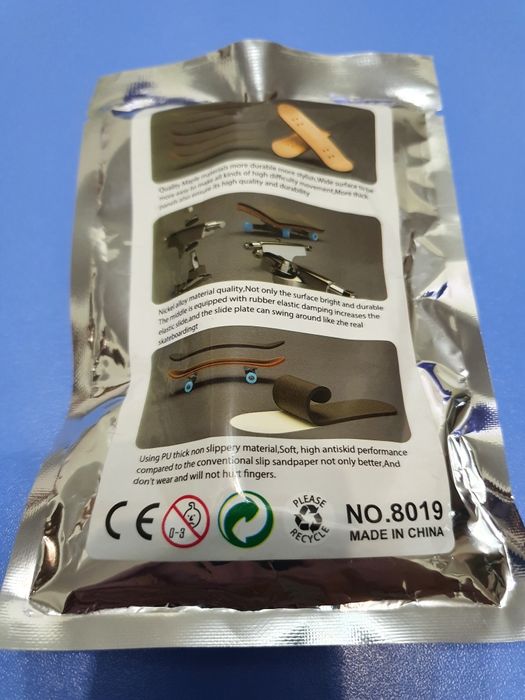 Quality Maple materials more durable more stylish,Wide surface to be
more easy to make all kinds of high difficulty movement,More thick
panels also ensure its high quality and durability
Nickel alloy material quality,Not only the surface bright and durable
The middle is equipped with rubber elastic damping increases the
elastic slide,and the slide plate can swing around like zhe real
skateboardingt
Using PU thick non slippery material,Soft, high antiskid performance
compared to the conventional slip sandpaper not only better,And
don't wear and will not hurt fingers.
CE
0-3
PLEASE
RECYCLE
NO.8019
MADE IN CHINA